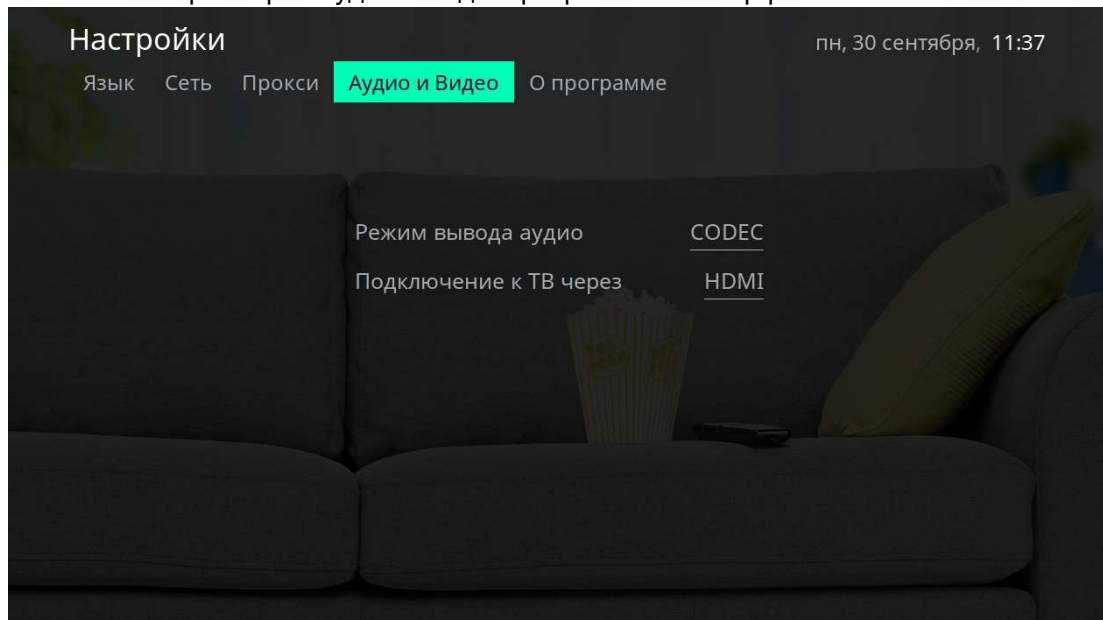 Настройки
пн, 30 сентября, 11:37
Язык Сеть Прокси Аудио и Видео О программе
Режим вывода аудио CODEC
Подключение к ТВ через HDMI